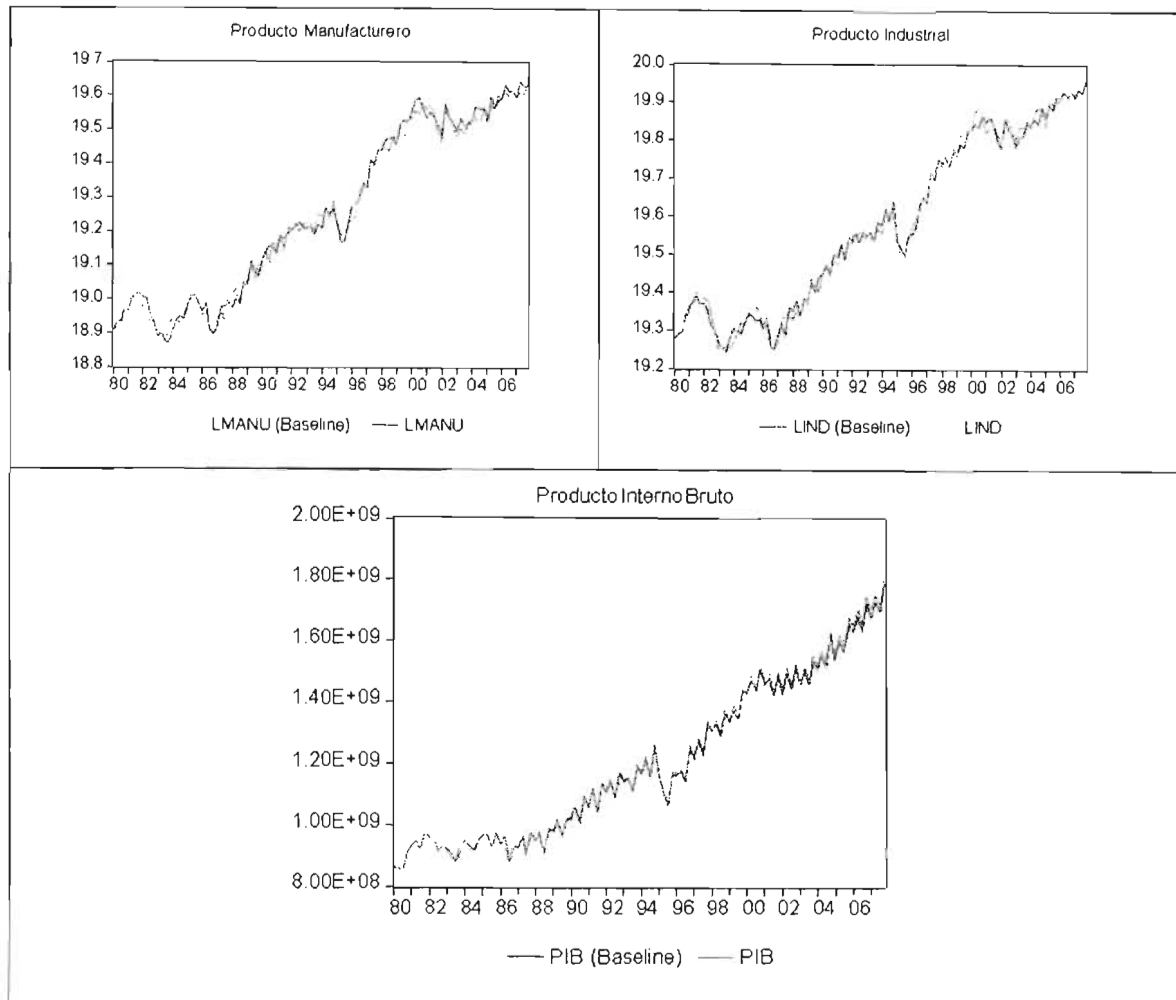 Producto Manufacturero
19.7
19.6
19.5
19.4
19.3
19.2
19.1
19.0
18.9
18.8
80 82 84 86 88 90 92 94 96 98 00 02 04 06
LMANU (Baseline) LMANU
Producto Industrial
20.0
19.9
19.8
19.7
19.6
19.5
19.4
19.3
19.2
80 82 84 86 88 90 92 94 96 98 00 02 04 06
LIND (Baseline) LIND
Producto Interno Bruto
2.00E+09
1.80E+09
1.60E+09
1.40E+09
1.20E+09
1.00E+09
8.00E+08
80 82 84 86 88 90 92 94 96 98 00 02 04 06
PIB (Baseline) PIB